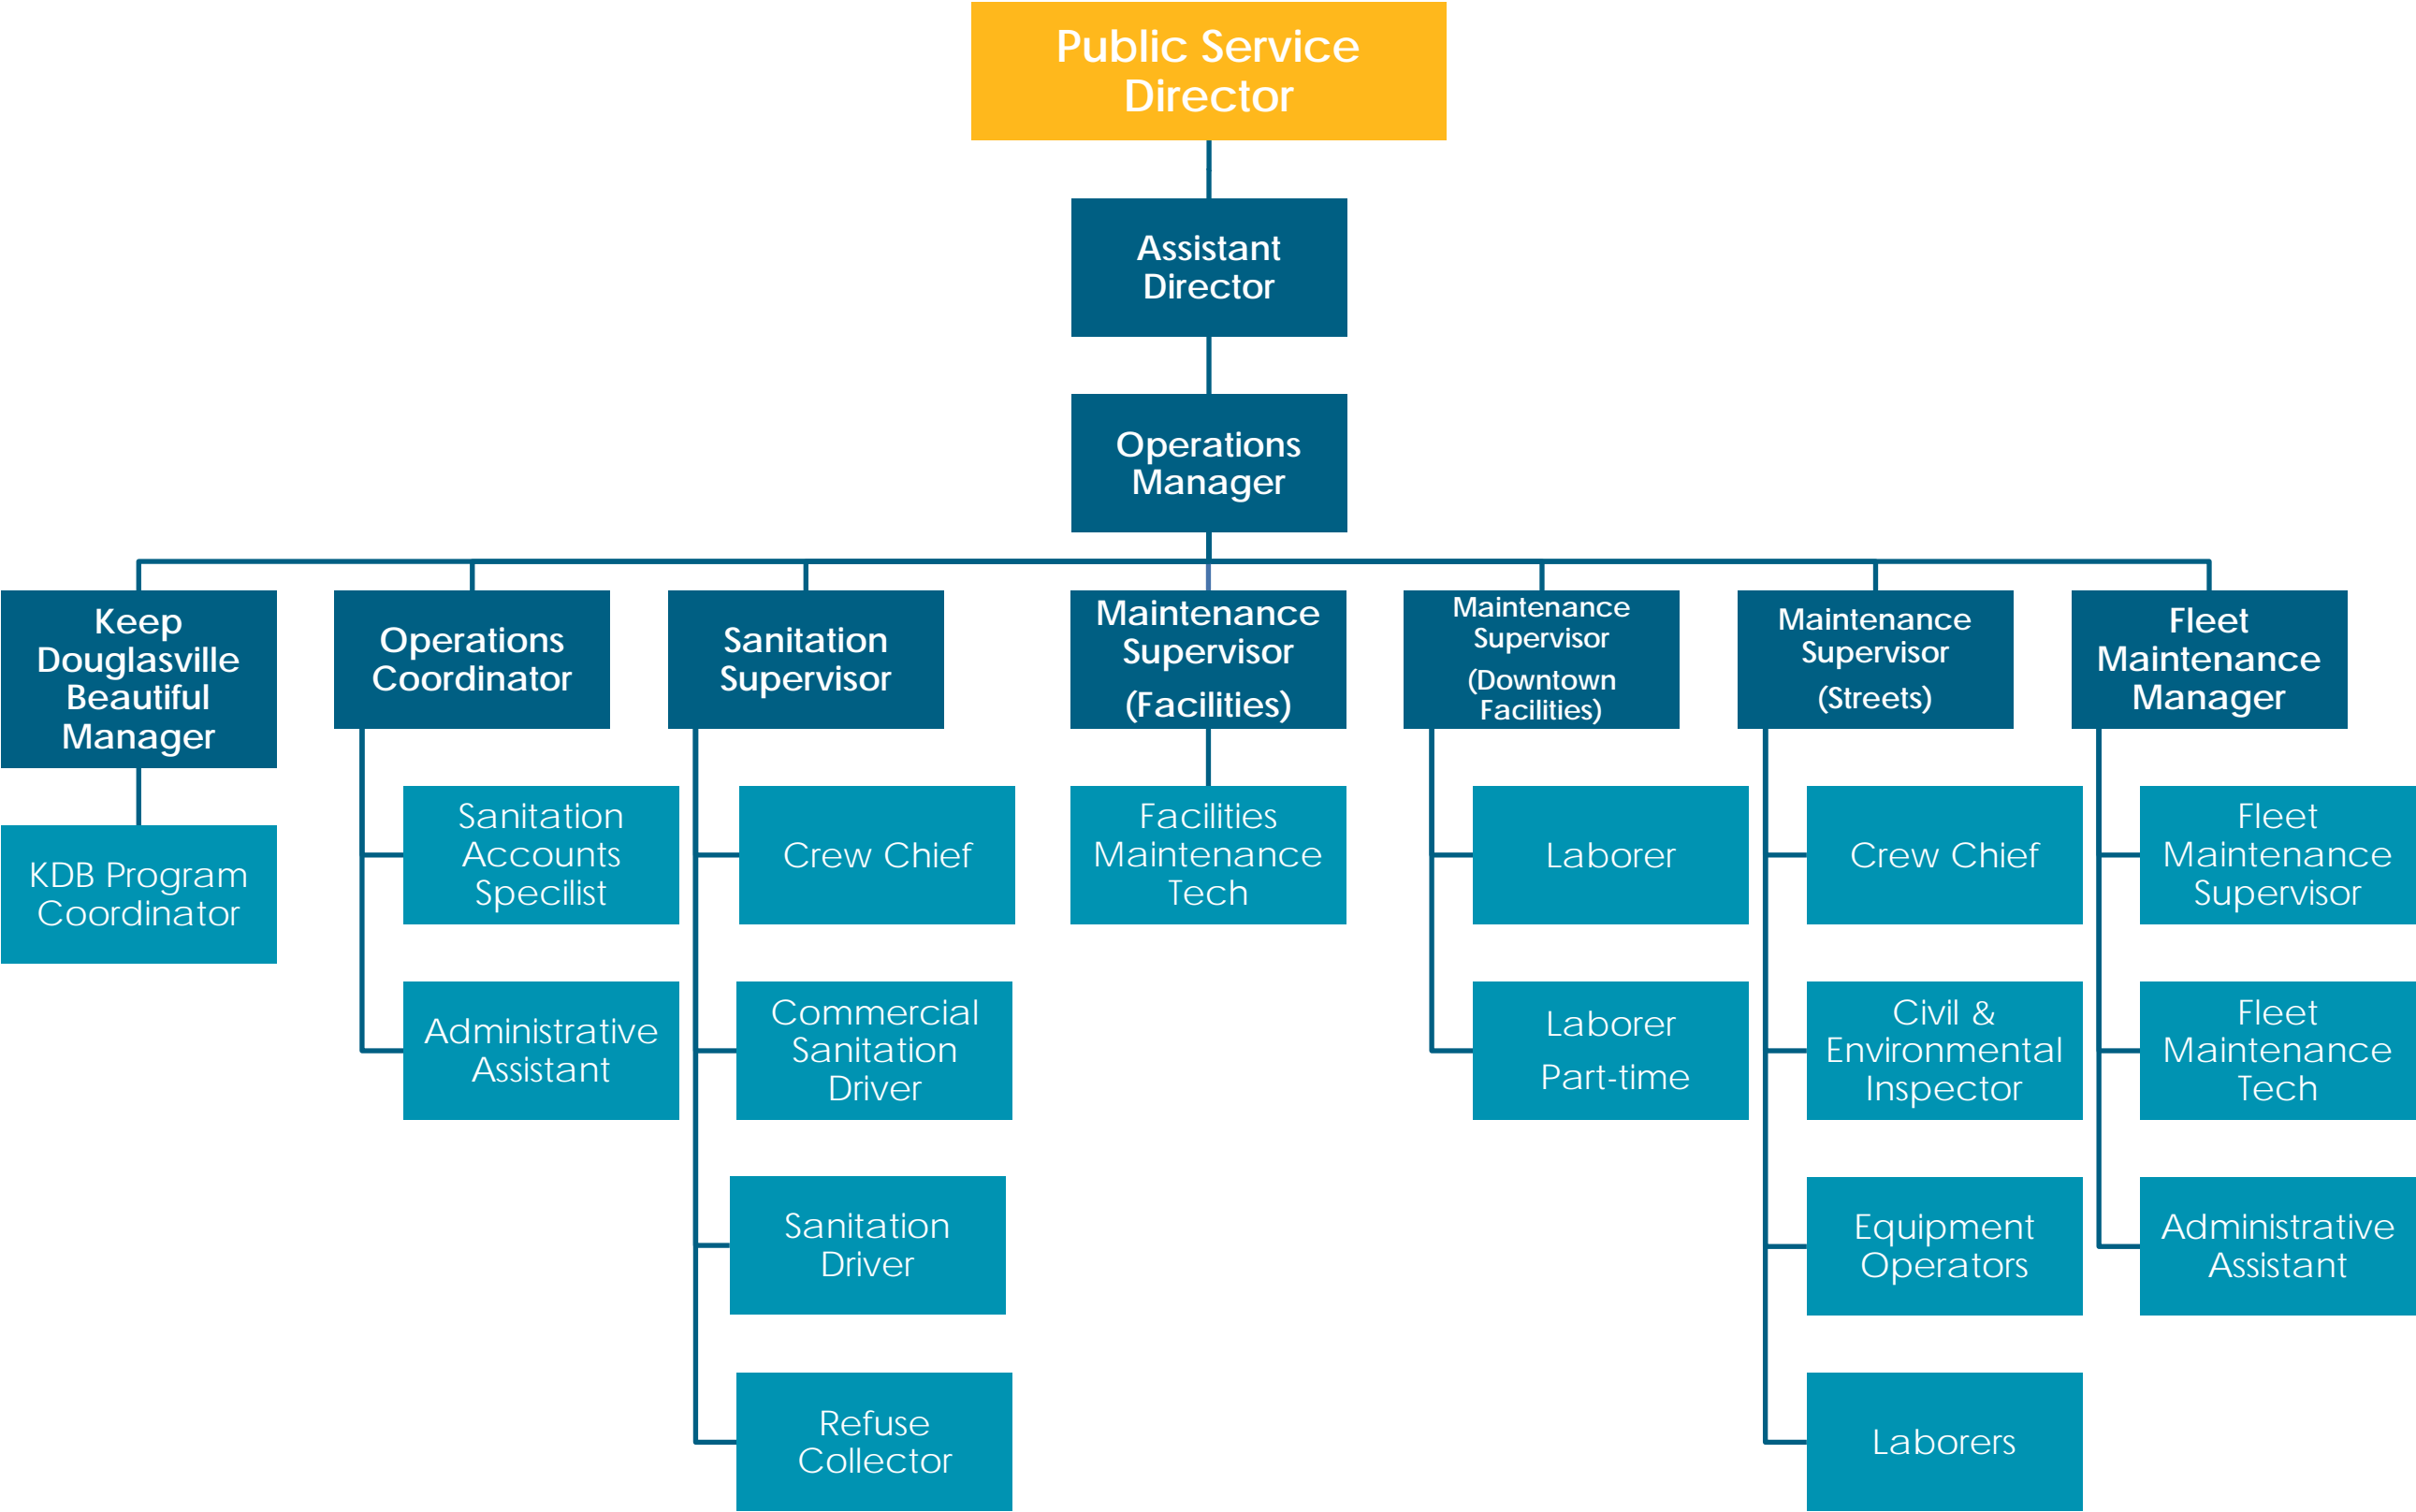 Public Service
Director
Assistant
Director
Operations
Manager
Keep
Douglasville
Beautiful
Manager
Operations
Coordinator
Sanitation
Supervisor
Maintenance
Supervisor
(Facilities)
Maintenance
Supervisor
(Downtown
Facilities)
Maintenance
Supervisor
(Streets)
Fleet
Maintenance
Manager
KDB Program
Coordinator
Sanitation
Accounts
Specilist
Administrative
Assistant
Crew Chief
Commercial
Sanitation
Driver
Sanitation
Driver
Refuse
Collector
Facilities
Maintenance
Tech
Laborer
Laborer
Part-time
Crew Chief
Civil &
Environmental
Inspector
Equipment
Operators
Laborers
Fleet
Maintenance
Supervisor
Fleet
Maintenance
Tech
Administrative
Assistant